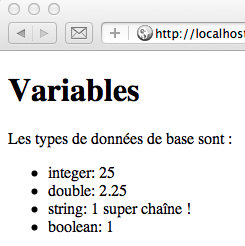 http://localhost
Variables
Les types de données de base sont :
• integer: 25
• double: 2.25
• string: 1 super chaîne !
• boolean: 1